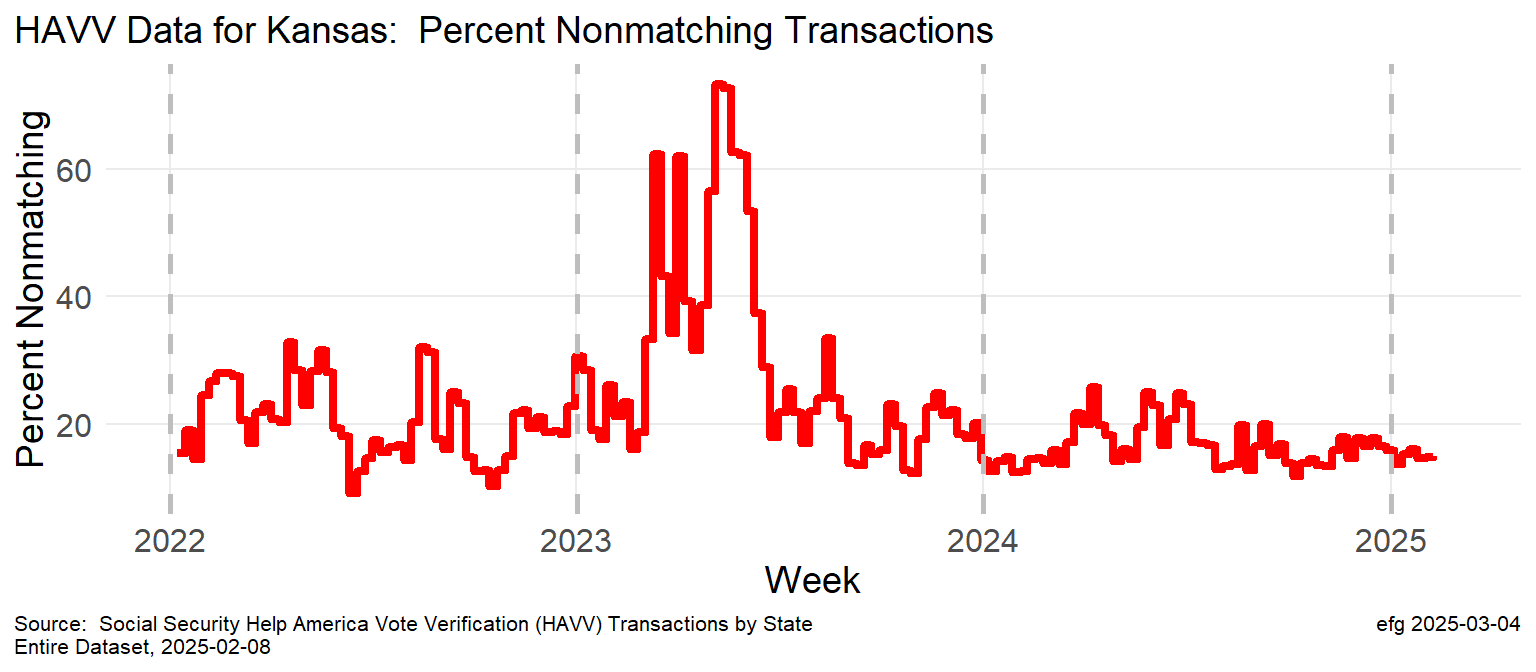 HAVV Data for Kansas:  Percent Nonmatching Transactions
Percent Nonmatching
60
40
20
2022 2023 2024 2025
Week
Source:  Social Security Help America Vote Verification (HAVV) Transactions by State
Entire Dataset, 2025-02-08
efg 2025-03-04